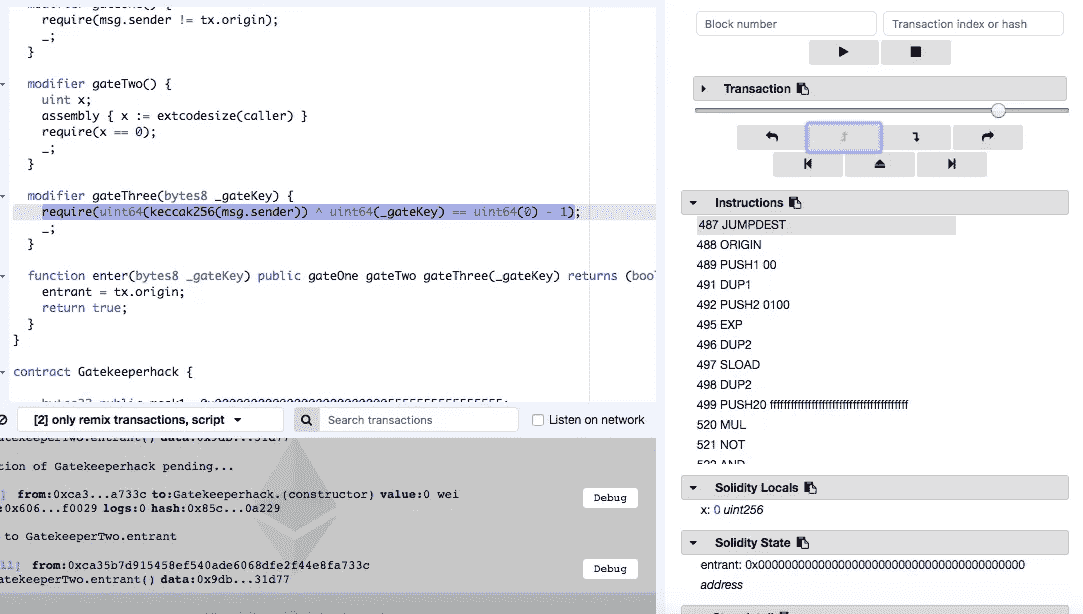 require(msg.sender != tx.origin);
_;
}
modifier gateTwo() {
uint x;
assembly { x := extcodesize(caller) }
require(x == 0);
_;
}
modifier gateThree(bytes8 _gateKey) {
require(uint64(keccak256(msg.sender)) ^ uint64(_gateKey) == uint64(0) - 1);
_;
}
function enter(bytes8 _gateKey) public gateOne gateTwo gateThree(_gateKey) returns (boo
entrant = tx.origin;
return true;
}
}
contract Gatekeeperhack {
[2] only remix transactions, script
Search transactions
Listen on network
atekeeperTwo.entrant() data:0x9db...31d77
tion of Gatekeeperhack pending...
] from:0xca3...a733c to:Gatekeeperhack.(constructor) value:0 wei
:0x606...f0029 logs:0 hash:0x85c...0a229
Debug
to GatekeeperTwo.entrant
il] from:0xca35b7d915458ef540ade6068dfe2f44e8fa733c
atekeeperTwo.entrant() data:0x9db...31d77
Debug
Block number
Transaction index or hash
Transaction
Instructions
487 JUMPDEST
488 ORIGIN
489 PUSH1 00
491 DUP1
492 PUSH2 0100
495 EXP
496 DUP2
497 SLOAD
498 DUP2
499 PUSH20 ffffffffffffffffffffffffffffffffffffffff
520 MUL
521 NOT
522 AND
Solidity Locals
x: 0 uint256
Solidity State
entrant: 0x0000000000000000000000000000000000000000
address